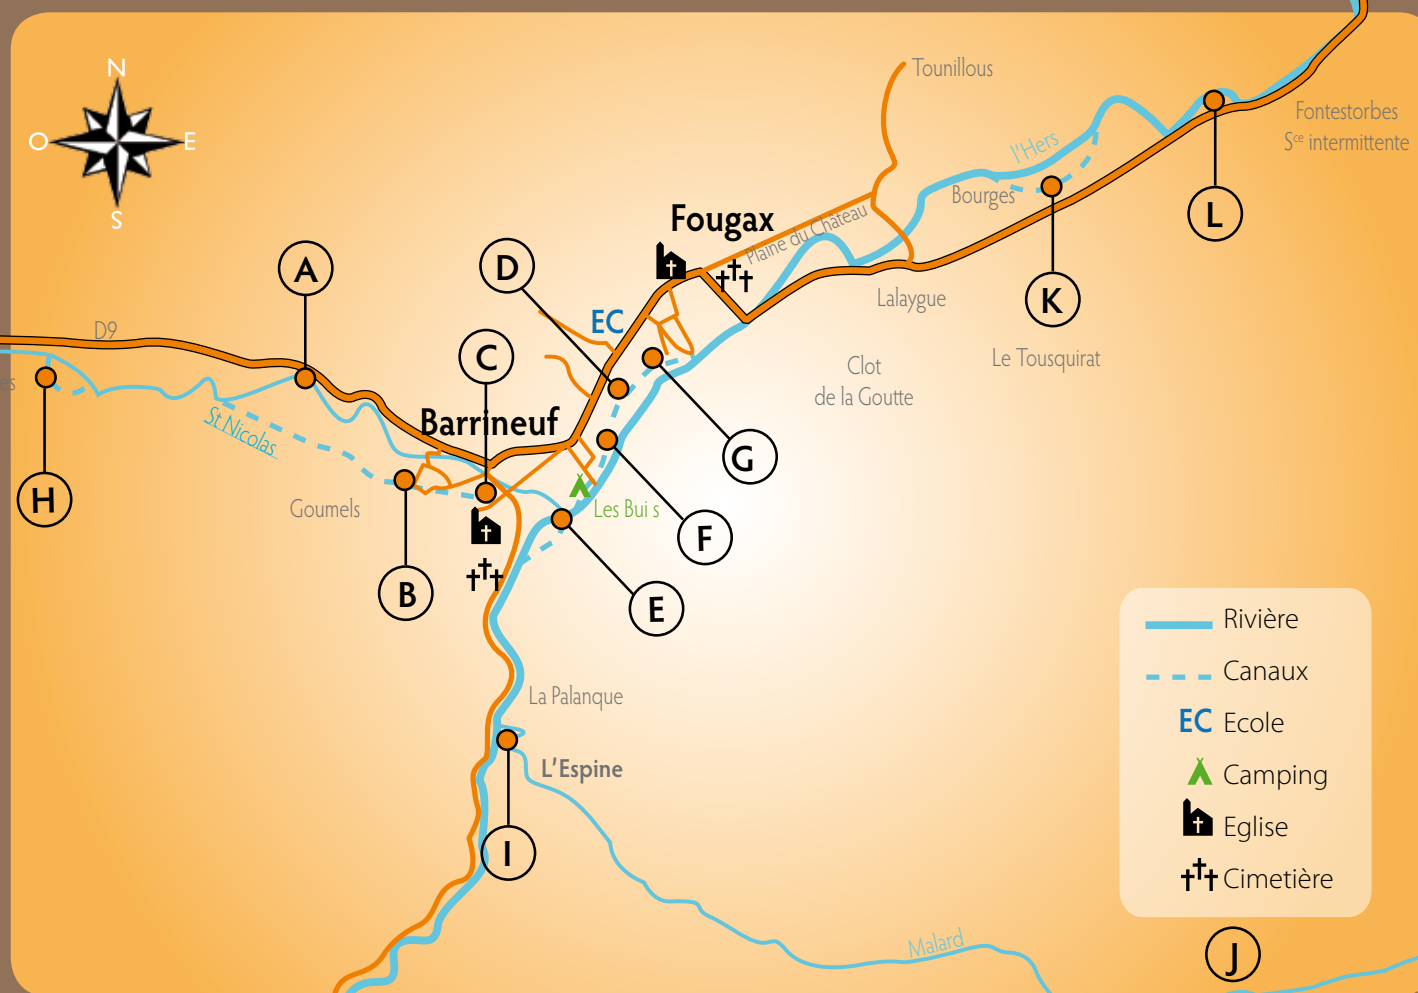 N
O
E
S
Tounillous
Fontestorbes
Sce intermittente
l'Hers
L
Bourges
K
Le Tousquirat
Fougax
Plaine du Château
Lalaygue
Clot
de la Goutte
A
D
EC
C
D9
es
St Nicolas
Barrineuf
G
H
Goumels
B
Les Bui s
F
E
La Palanque
L'Espine
I
Malard
Rivière
Canaux
EC Ecole
Camping
Eglise
Cimetière
J